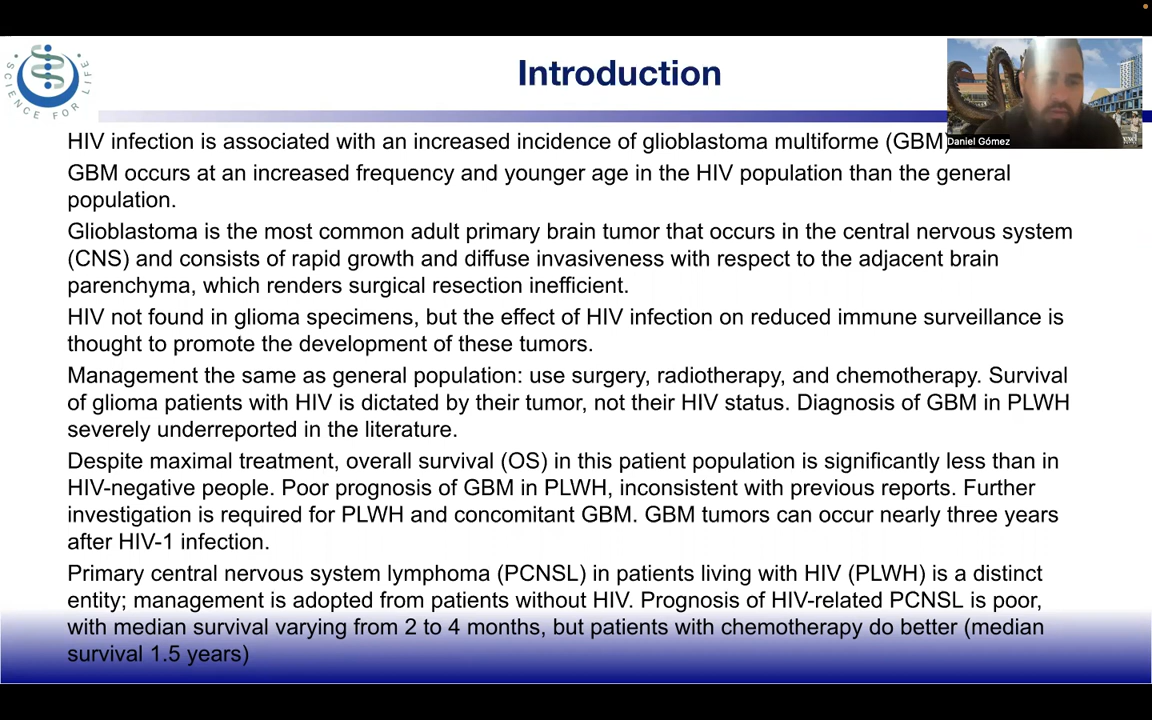 SCIENCE FOR LIFE
Introduction
Daniel Gómez
HIV infection is associated with an increased incidence of glioblastoma multiforme (GBM)
GBM occurs at an increased frequency and younger age in the HIV population than the general
population.
Glioblastoma is the most common adult primary brain tumor that occurs in the central nervous system
(CNS) and consists of rapid growth and diffuse invasiveness with respect to the adjacent brain
parenchyma, which renders surgical resection inefficient.
HIV not found in glioma specimens, but the effect of HIV infection on reduced immune surveillance is
thought to promote the development of these tumors.
Management the same as general population: use surgery, radiotherapy, and chemotherapy. Survival
of glioma patients with HIV is dictated by their tumor, not their HIV status. Diagnosis of GBM in PLWH
severely underreported in the literature.
Despite maximal treatment, overall survival (OS) in this patient population is significantly less than in
HIV-negative people. Poor prognosis of GBM in PLWH, inconsistent with previous reports. Further
investigation is required for PLWH and concomitant GBM. GBM tumors can occur nearly three years
after HIV-1 infection.
Primary central nervous system lymphoma (PCNSL) in patients living with HIV (PLWH) is a distinct
entity; management is adopted from patients without HIV. Prognosis of HIV-related PCNSL is poor,
with median survival varying from 2 to 4 months, but patients with chemotherapy do better (median
survival 1.5 years)